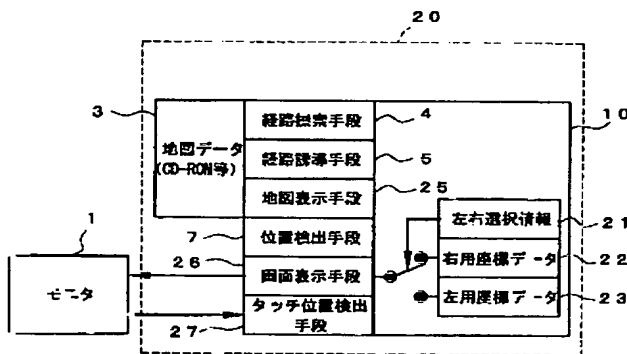 20
3
経路探索手段
4
10
地図データ
(CD-ROM等)
経路誘導手段
5
地図表示手段
25
左右選択情報
21
1
7
位置検出手段
26
画面表示手段
右用座標データ
22
モニタ
タッチ位置検出
手段
左用座標データ
23
27